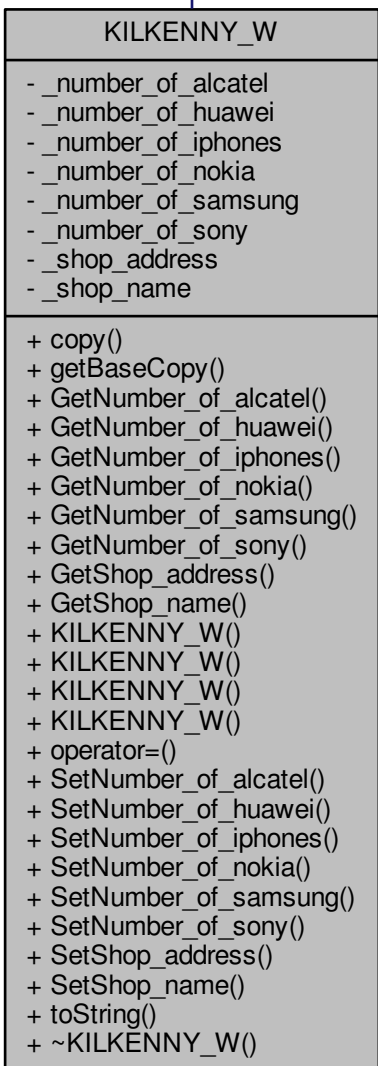 KILKENNY_W
- _number_of_alcatel
- _number_of_huawei
- _number_of_iphones
- _number_of_nokia
- _number_of_samsung
- _number_of_sony
- _shop_address
- _shop_name
+ copy()
+ getBaseCopy()
+ GetNumber_of_alcatel()
+ GetNumber_of_huawei()
+ GetNumber_of_iphones()
+ GetNumber_of_nokia()
+ GetNumber_of_samsung()
+ GetNumber_of_sony()
+ GetShop_address()
+ GetShop_name()
+ KILKENNY_W()
+ KILKENNY_W()
+ KILKENNY_W()
+ KILKENNY_W()
+ operator=()
+ SetNumber_of_alcatel()
+ SetNumber_of_huawei()
+ SetNumber_of_iphones()
+ SetNumber_of_nokia()
+ SetNumber_of_samsung()
+ SetNumber_of_sony()
+ SetShop_address()
+ SetShop_name()
+ toString()
+ ~KILKENNY_W()